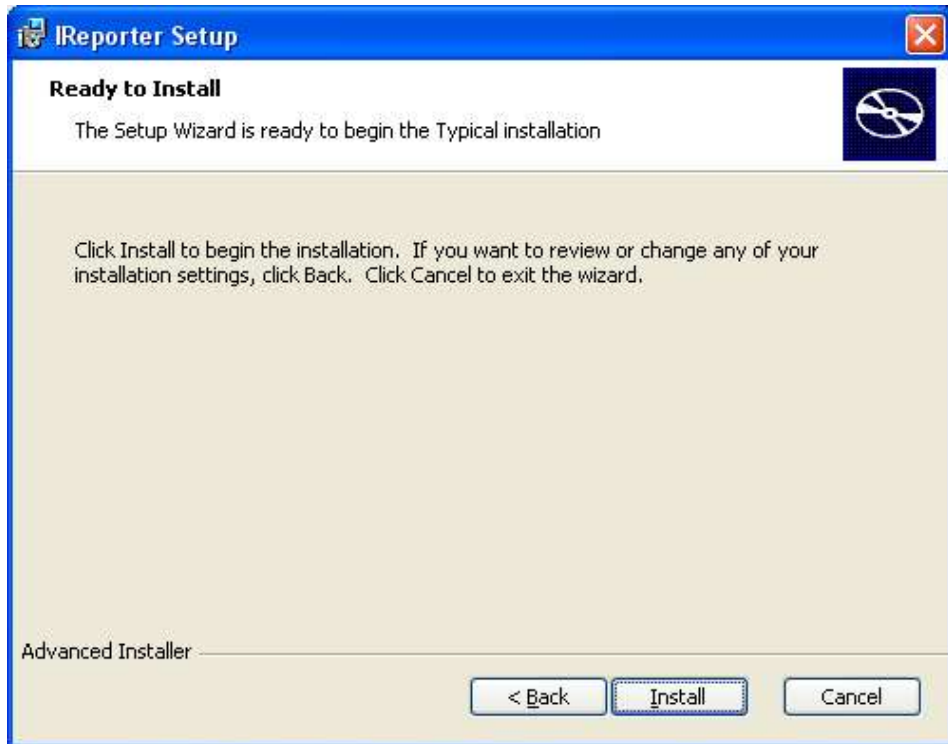 IReporter Setup
Ready to Install
The Setup Wizard is ready to begin the Typical installation
Click Install to begin the installation.  If you want to review or change any of your
installation settings, click Back.  Click Cancel to exit the wizard.
Advanced Installer
< Back
Install
Cancel